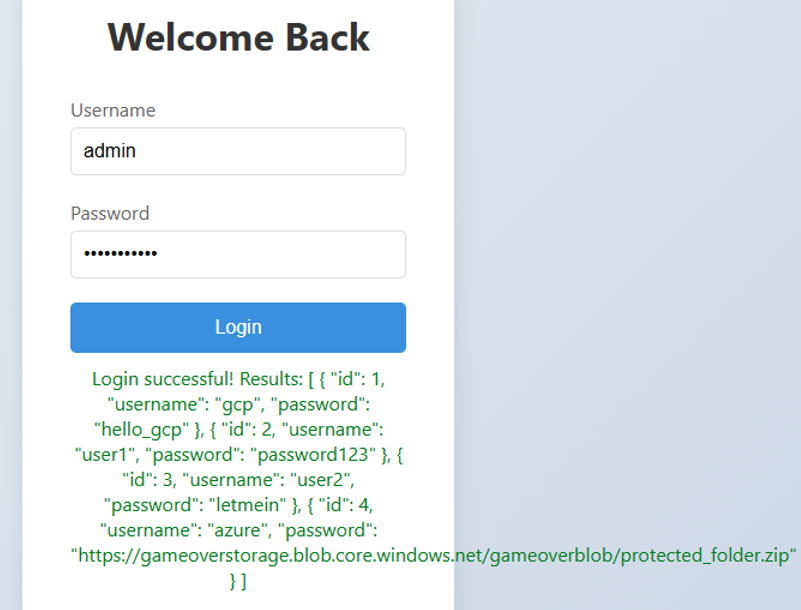 Welcome Back
Username
admin
Password
•••••••••••
Login
Login successful! Results: [ { "id": 1,
"username": "gcp", "password":
"hello_gcp" }, { "id": 2, "username":
"user1", "password": "password123" }, {
"id": 3, "username": "user2",
"password": "letmein" }, { "id": 4,
"username": "azure", "password":
"https://gameoverstorage.blob.core.windows.net/gameoverblob/protected_folder.zip"
} ]